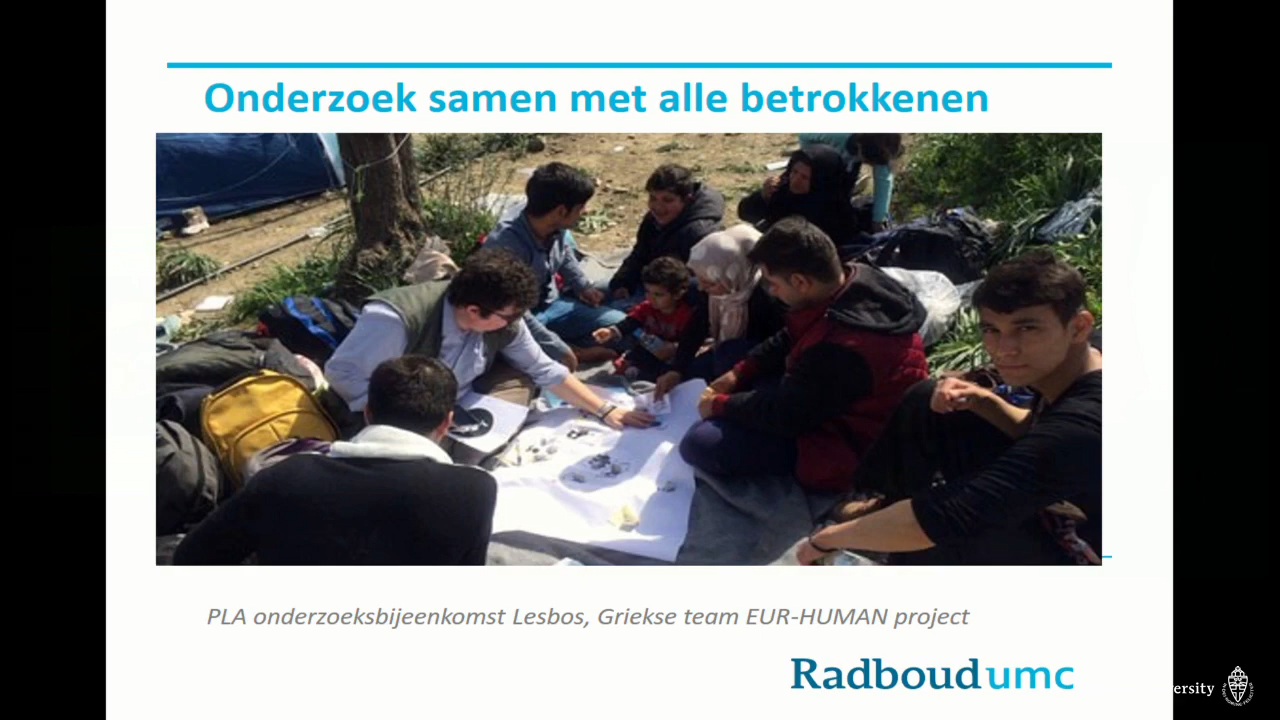 Onderzoek samen met alle betrokkenen
PLA onderzoeksbijeenkomst Lesbos, Griekse team EUR-HUMAN project
Radboudumc
ersity